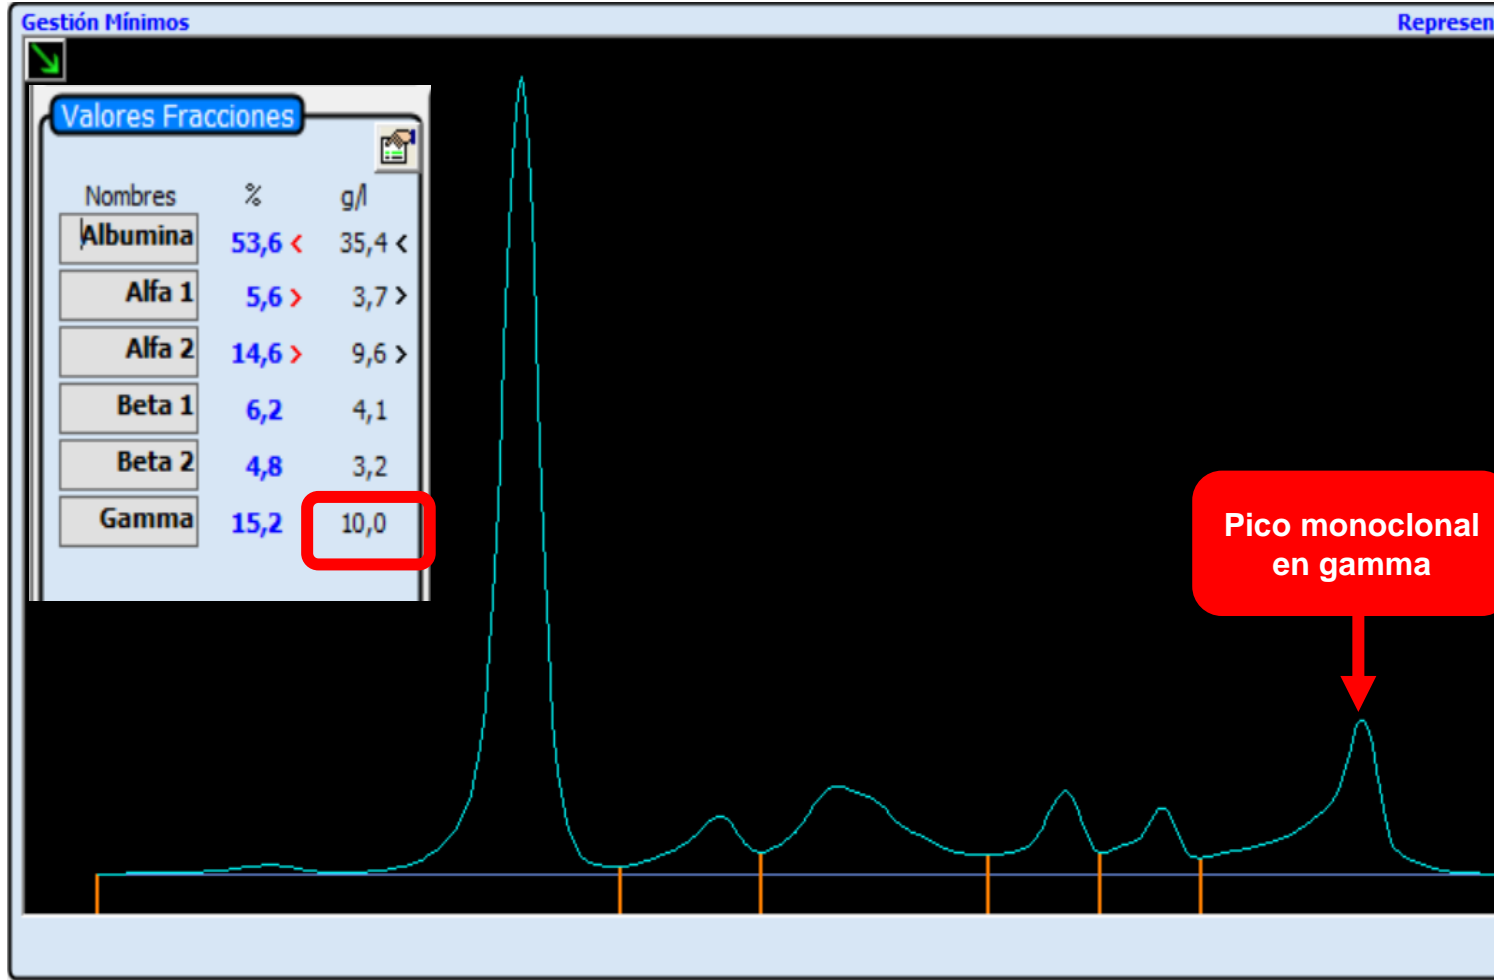 Gestión Mínimos
Represen
Valores Fracciones
Nombres % g/l
Albumina 53,6 < 35,4 <
Alfa 1 5,6 > 3,7 >
Alfa 2 14,6 > 9,6 >
Beta 1 6,2 4,1
Beta 2 4,8 3,2
Gamma 15,2 10,0
Pico monoclonal
en gamma